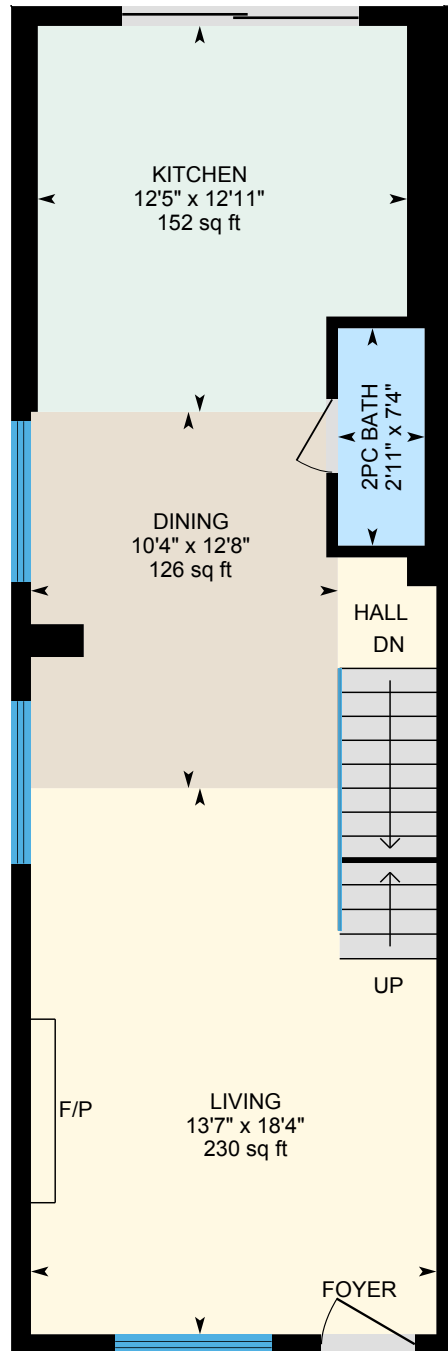 KITCHEN
12'5" x 12'11"
152 sq ft
2PC BATH
2'11" x 7'4"
DINING
10'4" x 12'8"
126 sq ft
HALL
DN
UP
F/P
LIVING
13'7" x 18'4"
230 sq ft
FOYER